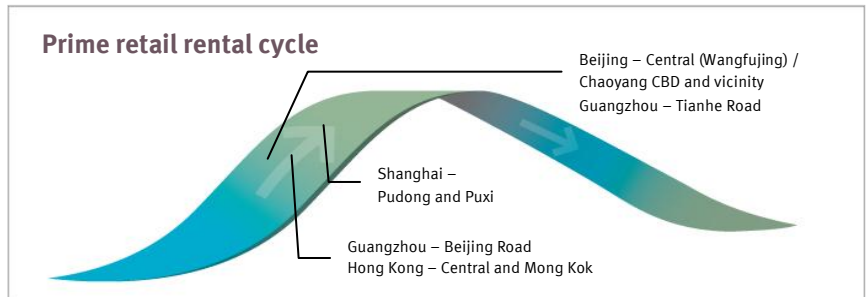 Prime retail rental cycle
Beijing – Central (Wangfujing) /
Chaoyang CBD and vicinity
Guangzhou – Tianhe Road
Shanghai –
Pudong and Puxi
Guangzhou – Beijing Road
Hong Kong – Central and Mong Kok